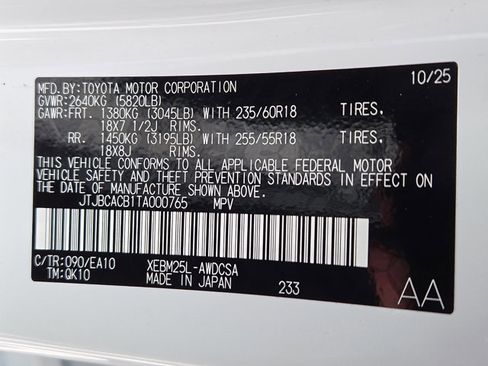 MFD.BY:TOYOTA MOTOR CORPORATION 10/25
GVWR:2640KG (5820LB)
GAWR:FRT. 1380KG (3045LB) WITH 235/60R18 TIRES,
18X7 1/2J RIMS.
RR. 1450KG (3195LB) WITH 255/55R18 TIRES,
18X8J RIMS.
THIS VEHICLE CONFORMS TO ALL APPLICABLE FEDERAL MOTOR
VEHICLE SAFETY AND THEFT PREVENTION STANDARDS IN EFFECT ON
THE DATE OF MANUFACTURE SHOWN ABOVE.
JTJBCACB1TA000765 MPV
C/TR:090/EA10 XEBM25L-AWDCSA
TM:QK10 MADE IN JAPAN 233
AA